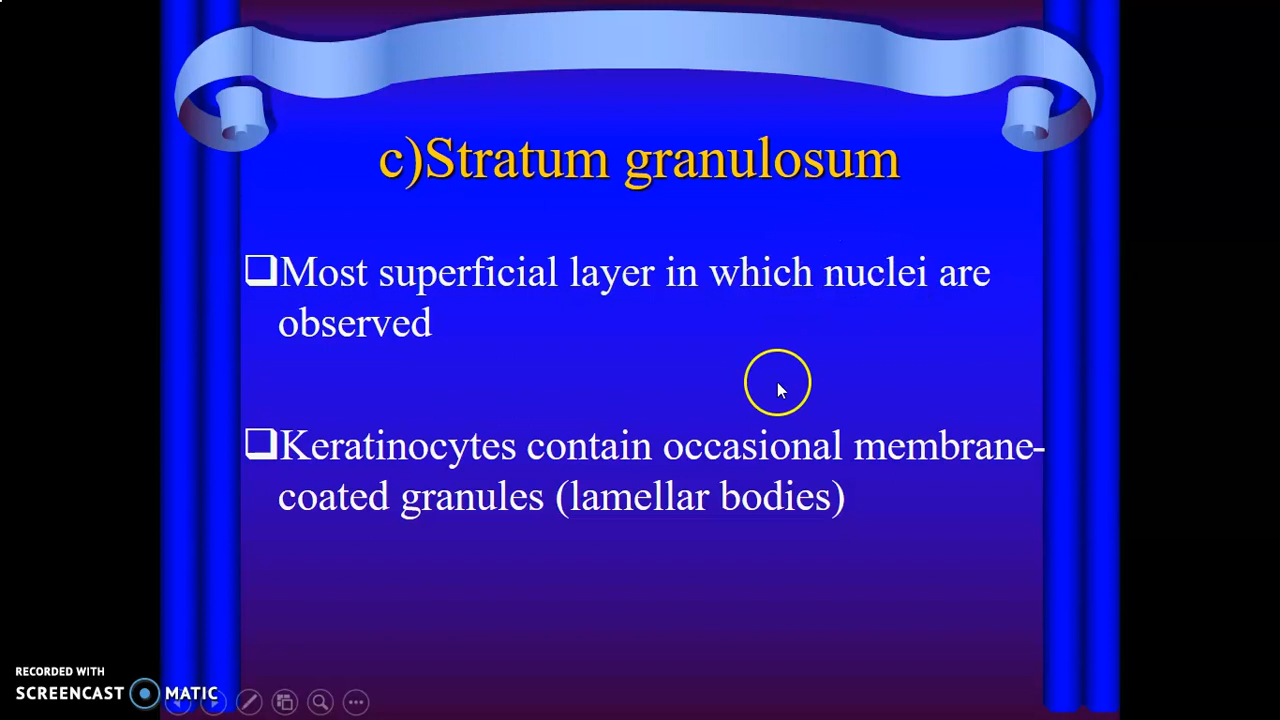 c)Stratum granulosum
❑Most superficial layer in which nuclei are
observed
❑Keratinocytes contain occasional membrane-
coated granules (lamellar bodies)
RECORDED WITH
SCREENCAST MATIC